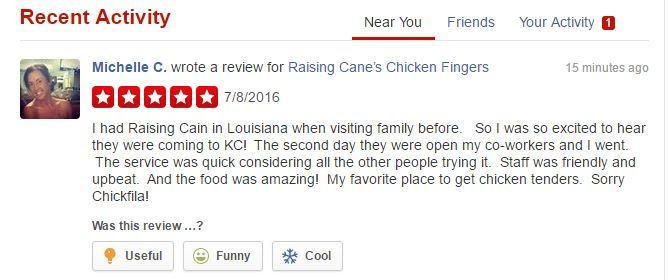 Recent Activity
Near You Friends Your Activity 1
Michelle C. wrote a review for Raising Cane's Chicken Fingers 15 minutes ago
7/8/2016
I had Raising Cain in Louisiana when visiting family before. So I was so excited to hear
they were coming to KC! The second day they were open my co-workers and I went.
The service was quick considering all the other people trying it. Staff was friendly and
upbeat. And the food was amazing! My favorite place to get chicken tenders. Sorry
Chickfila!
Was this review ...?
Useful Funny Cool